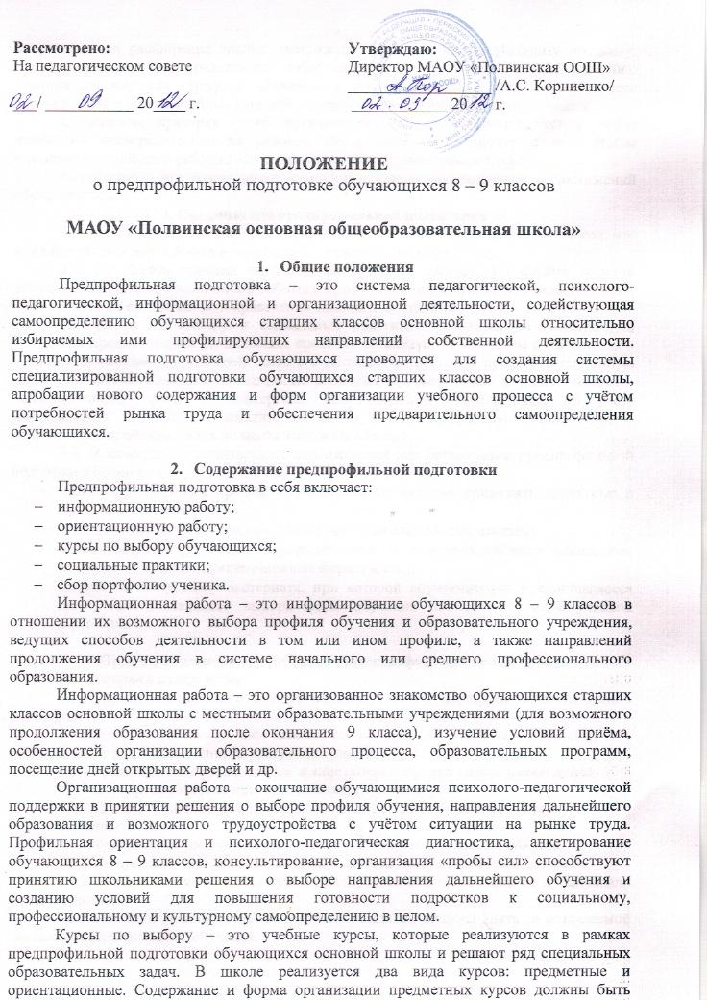 Рассмотрено:
На педагогическом совете
02 / 09 2012 г.
Утверждаю:
Директор МАОУ «Полвинская ООШ»
/А.С. Корниенко/
02.09 2012 г.
ПОЛОЖЕНИЕ
о предпрофильной подготовке обучающихся 8 – 9 классов
МАОУ «Полвинская основная общеобразовательная школа»
1. Общие положения
Предпрофильная подготовка – это система педагогической, психолого-
педагогической, информационной и организационной деятельности, содействующая
самоопределению обучающихся старших классов основной школы относительно
избираемых ими профилирующих направлений собственной деятельности.
Предпрофильная подготовка обучающихся проводится для создания системы
специализированной подготовки обучающихся старших классов основной школы,
апробации нового содержания и форм организации учебного процесса с учётом
потребностей рынка труда и обеспечения предварительного самоопределения
обучающихся.
2. Содержание предпрофильной подготовки
Предпрофильная подготовка в себя включает:
– информационную работу;
– ориентационную работу;
– курсы по выбору обучающихся;
– социальные практики;
– сбор портфолио ученика.
Информационная работа – это информирование обучающихся 8 – 9 классов в
отношении их возможного выбора профиля обучения и образовательного учреждения,
ведущих способов деятельности в том или ином профиле, а также направлений
продолжения обучения в системе начального или среднего профессионального
образования.
Информационная работа – это организованное знакомство обучающихся старших
классов основной школы с местными образовательными учреждениями (для возможного
продолжения образования после окончания 9 класса), изучение условий приёма,
особенностей организации образовательного процесса, образовательных программ,
посещение дней открытых дверей и др.
Организационная работа – окончание обучающимися психолого-педагогической
поддержки в принятии решения о выборе профиля обучения, направления дальнейшего
образования и возможного трудоустройства с учётом ситуации на рынке труда.
Профильная ориентация и психолого-педагогическая диагностика, анкетирование
обучающихся 8 – 9 классов, консультирование, организация «пробы сил» способствуют
принятию школьниками решения о выборе направления дальнейшего обучения и
созданию условий для повышения готовности подростков к социальному,
профессиональному и культурному самоопределению в целом.
Курсы по выбору – это учебные курсы, которые реализуются в рамках
предпрофильной подготовки обучающихся основной школы и решают ряд специальных
образовательных задач. В школе реализуется два вида курсов: предметные и
ориентационные. Содержание и форма организации предметных курсов должны быть